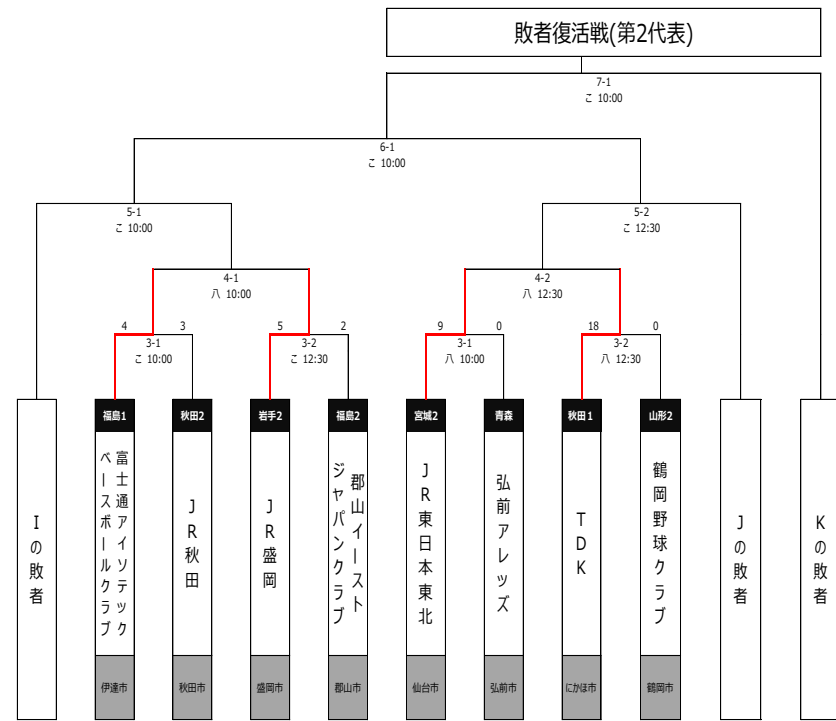 敗者復活戦(第2代表)
7-1
こ 10:00
6-1
こ 10:00
5-1
こ 10:00
5-2
こ 12:30
4-1
八 10:00
4-2
八 12:30
4
3
5
2
9
0
18
0
3-1
こ 10:00
3-2
こ 12:30
3-1
八 10:00
3-2
八 12:30
Iの敗者
福島1
富士通アイソテック
ベースボールクラブ
伊達市
秋田2
JR秋田
秋田市
岩手2
JR盛岡
盛岡市
福島2
郡山イースト
ジャパンクラブ
郡山市
宮城2
JR東日本東北
仙台市
青森
弘前アレッズ
弘前市
秋田1
TDK
にかほ市
山形2
鶴岡野球クラブ
鶴岡市
Jの敗者
Kの敗者